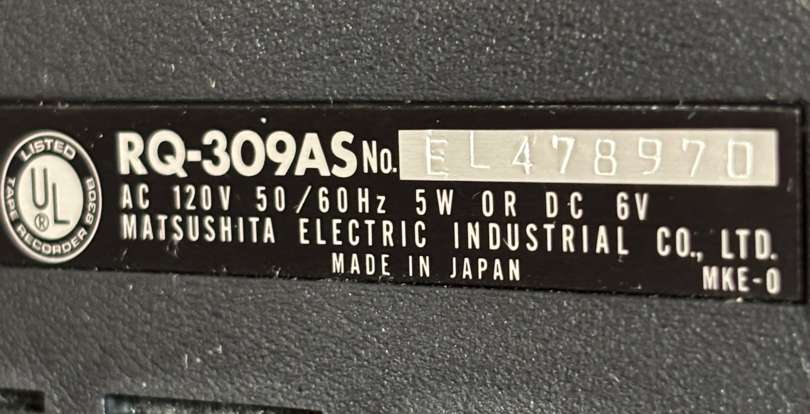 LISTED
UL
®
TAPE RECORDER 930B
RQ-309AS No. EL478970
AC 120V 50/60Hz 5W OR DC 6V
MATSUSHITA ELECTRIC INDUSTRIAL CO., LTD.
MADE IN JAPAN
MKE-0